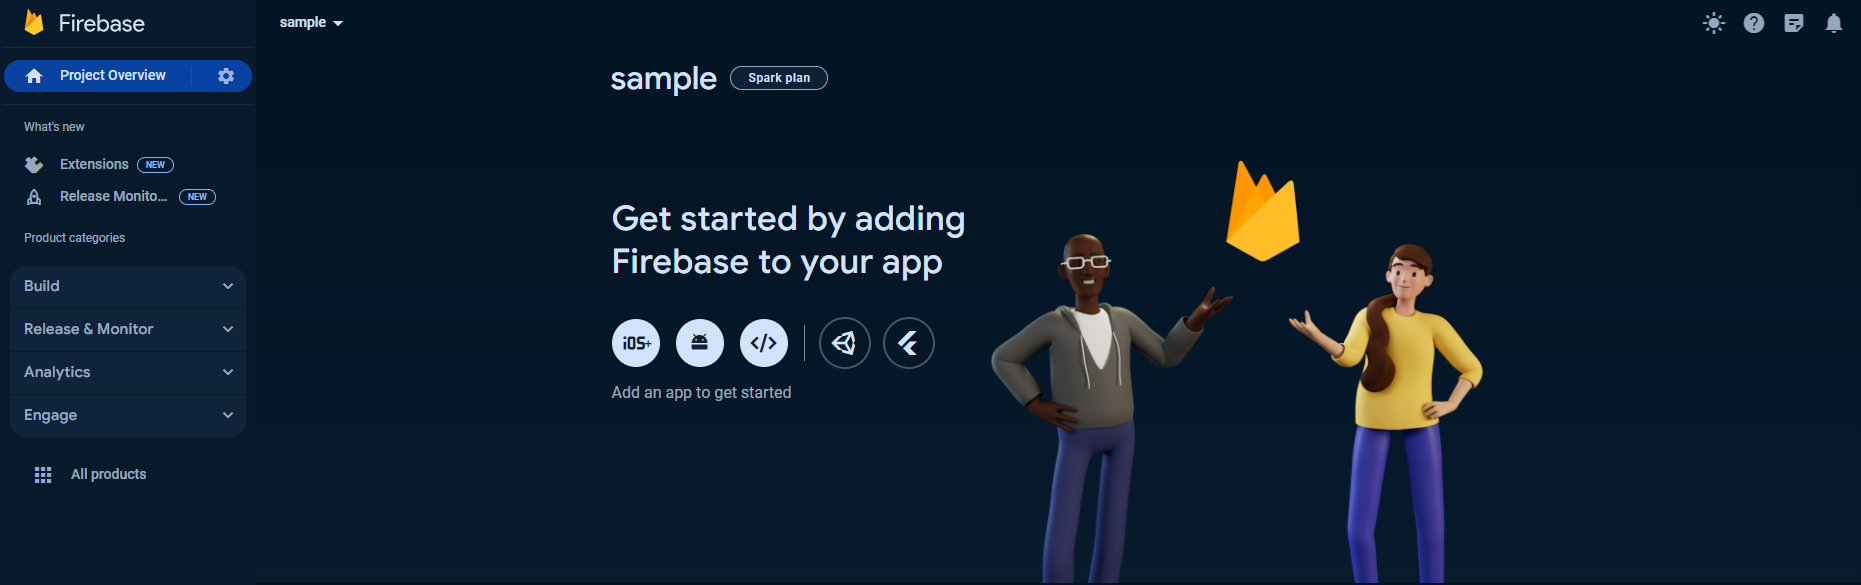 Firebase
sample
Project Overview
What's new
Extensions NEW
Release Monito... NEW
Product categories
Build
Release & Monitor
Analytics
Engage
All products
sample Spark plan
Get started by adding
Firebase to your app
iOS+ </>
Add an app to get started